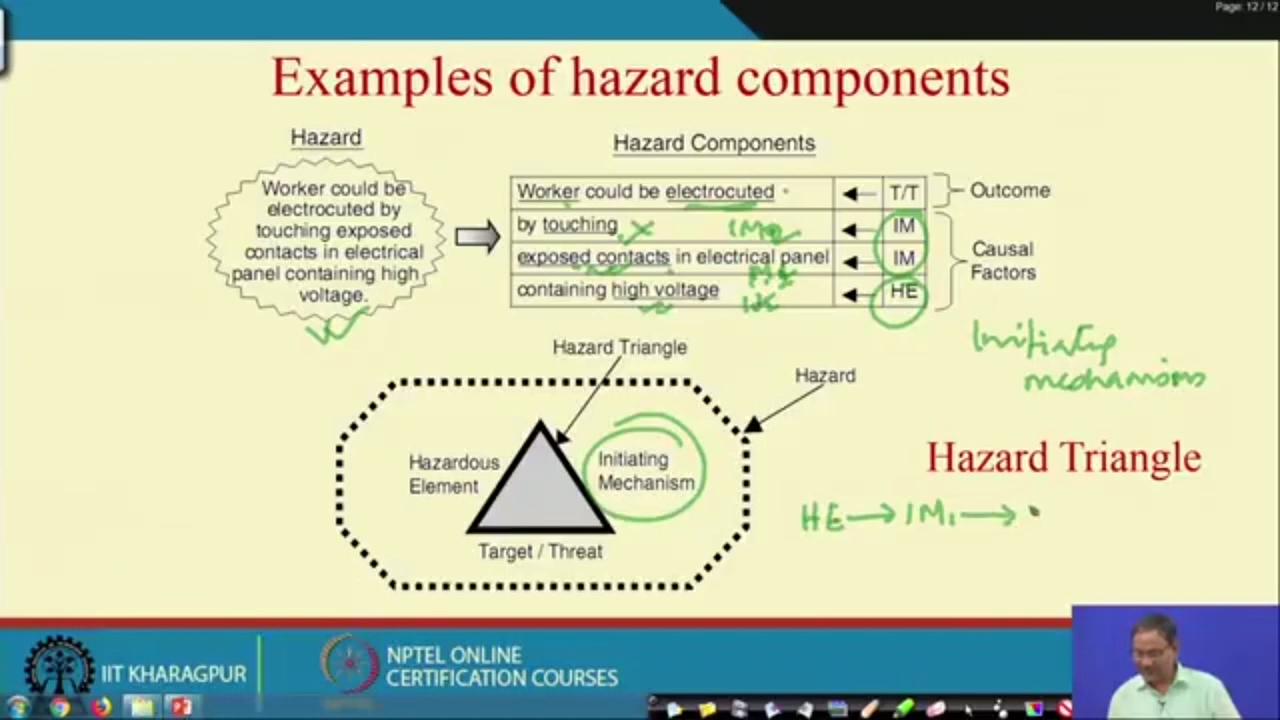 Page: 12 / 12
Examples of hazard components
Hazard
Worker could be
electrocuted by
touching exposed
contacts in electrical
panel containing high
voltage.
Hazard Components
Worker could be electrocuted
T/T
by touching
IM2
IM
exposed contacts in electrical panel
IM
containing high voltage
HE
HE
Outcome
Causal
Factors
Initiating
mechanisms
Hazard Triangle
Hazard
Hazardous
Element
Initiating
Mechanism
Target / Threat
Hazard Triangle
HE → IM1 →
IIT KHARAGPUR
NPTEL ONLINE
CERTIFICATION COURSES